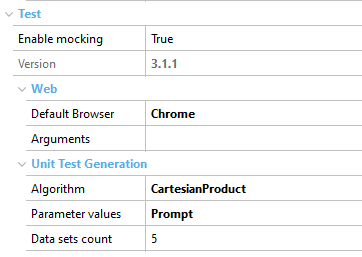 Test
Enable mocking True
Version 3.1.1
Web
Default Browser Chrome
Arguments
Unit Test Generation
Algorithm CartesianProduct
Parameter values Prompt
Data sets count 5